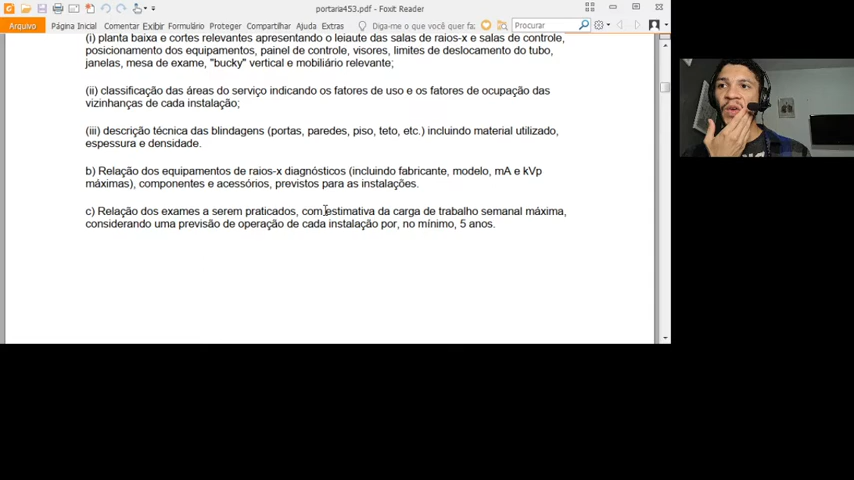 portaria453.pdf - Foxit Reader
Arquivo Página Inicial Comentar Exibir Formulário Proteger Compartilhar Ajuda Extras Diga-me o que você quer fa: Procurar
(i) planta baixa e cortes relevantes apresentando o leiaute das salas de raios-x e salas de controle,
posicionamento dos equipamentos, painel de controle, visores, limites de deslocamento do tubo,
janelas, mesa de exame, "bucky" vertical e mobiliário relevante;
(ii) classificação das áreas do serviço indicando os fatores de uso e os fatores de ocupação das
vizinhanças de cada instalação;
(iii) descrição técnica das blindagens (portas, paredes, piso, teto, etc.) incluindo material utilizado,
espessura e densidade.
b) Relação dos equipamentos de raios-x diagnósticos (incluindo fabricante, modelo, mA e kVp
máximas), componentes e acessórios, previstos para as instalações.
c) Relação dos exames a serem praticados, com estimativa da carga de trabalho semanal máxima,
considerando uma previsão de operação de cada instalação por, no mínimo, 5 anos.